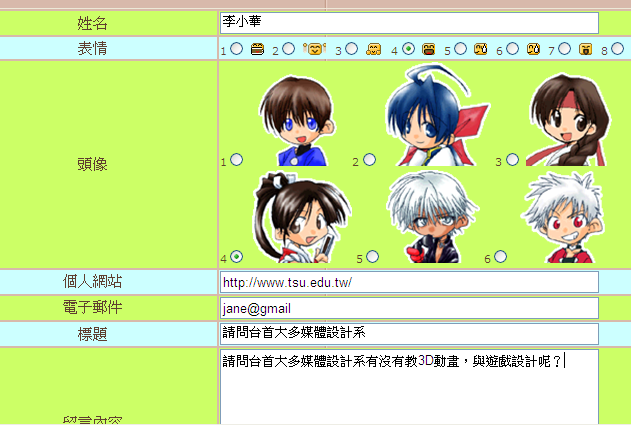 姓名 李小華
表情 1 2 3 4 5 6 7 8
頭像
1 2 3
4 5 6
個人網站 http://www.tsu.edu.tw/
電子郵件 jane@gmail
標題 請問台首大多媒體設計系
請問台首大多媒體設計系有沒有教3D動畫，與遊戲設計呢？
留言內容